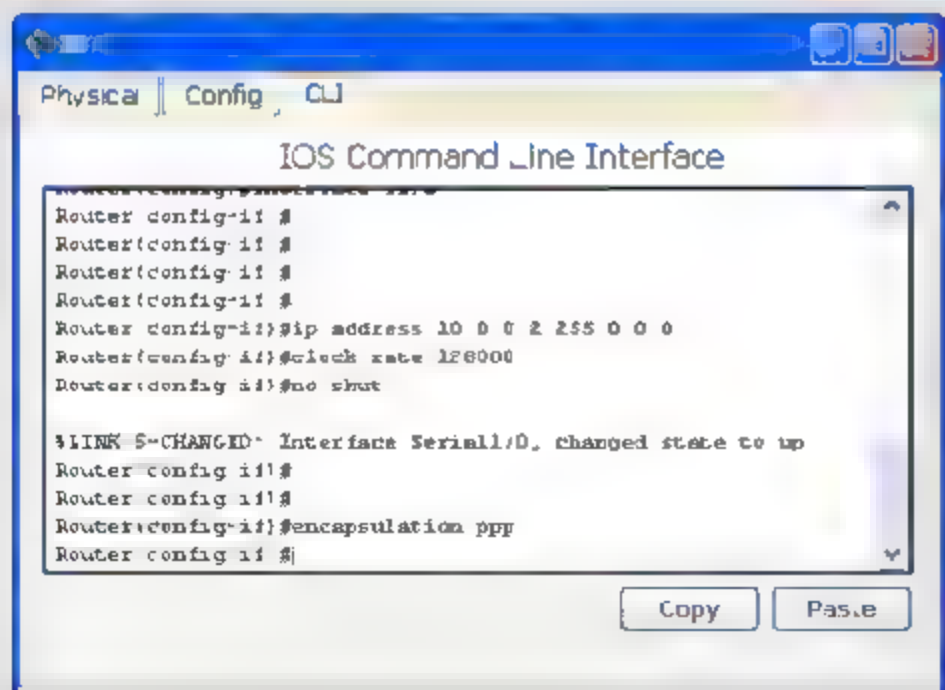 Physical Config CLI
IOS Command Line Interface
Router(config-if)#
Router(config-if)#
Router(config-if)#
Router(config-if)#
Router(config-if)#ip address 10.0.0.2 255.0.0.0
Router(config-if)#clock rate 128000
Router(config-if)#no shut
%LINK-5-CHANGED: Interface Serial1/0, changed state to up
Router(config-if)#
Router(config-if)#
Router(config-if)#encapsulation ppp
Router(config-if)#
Copy Paste